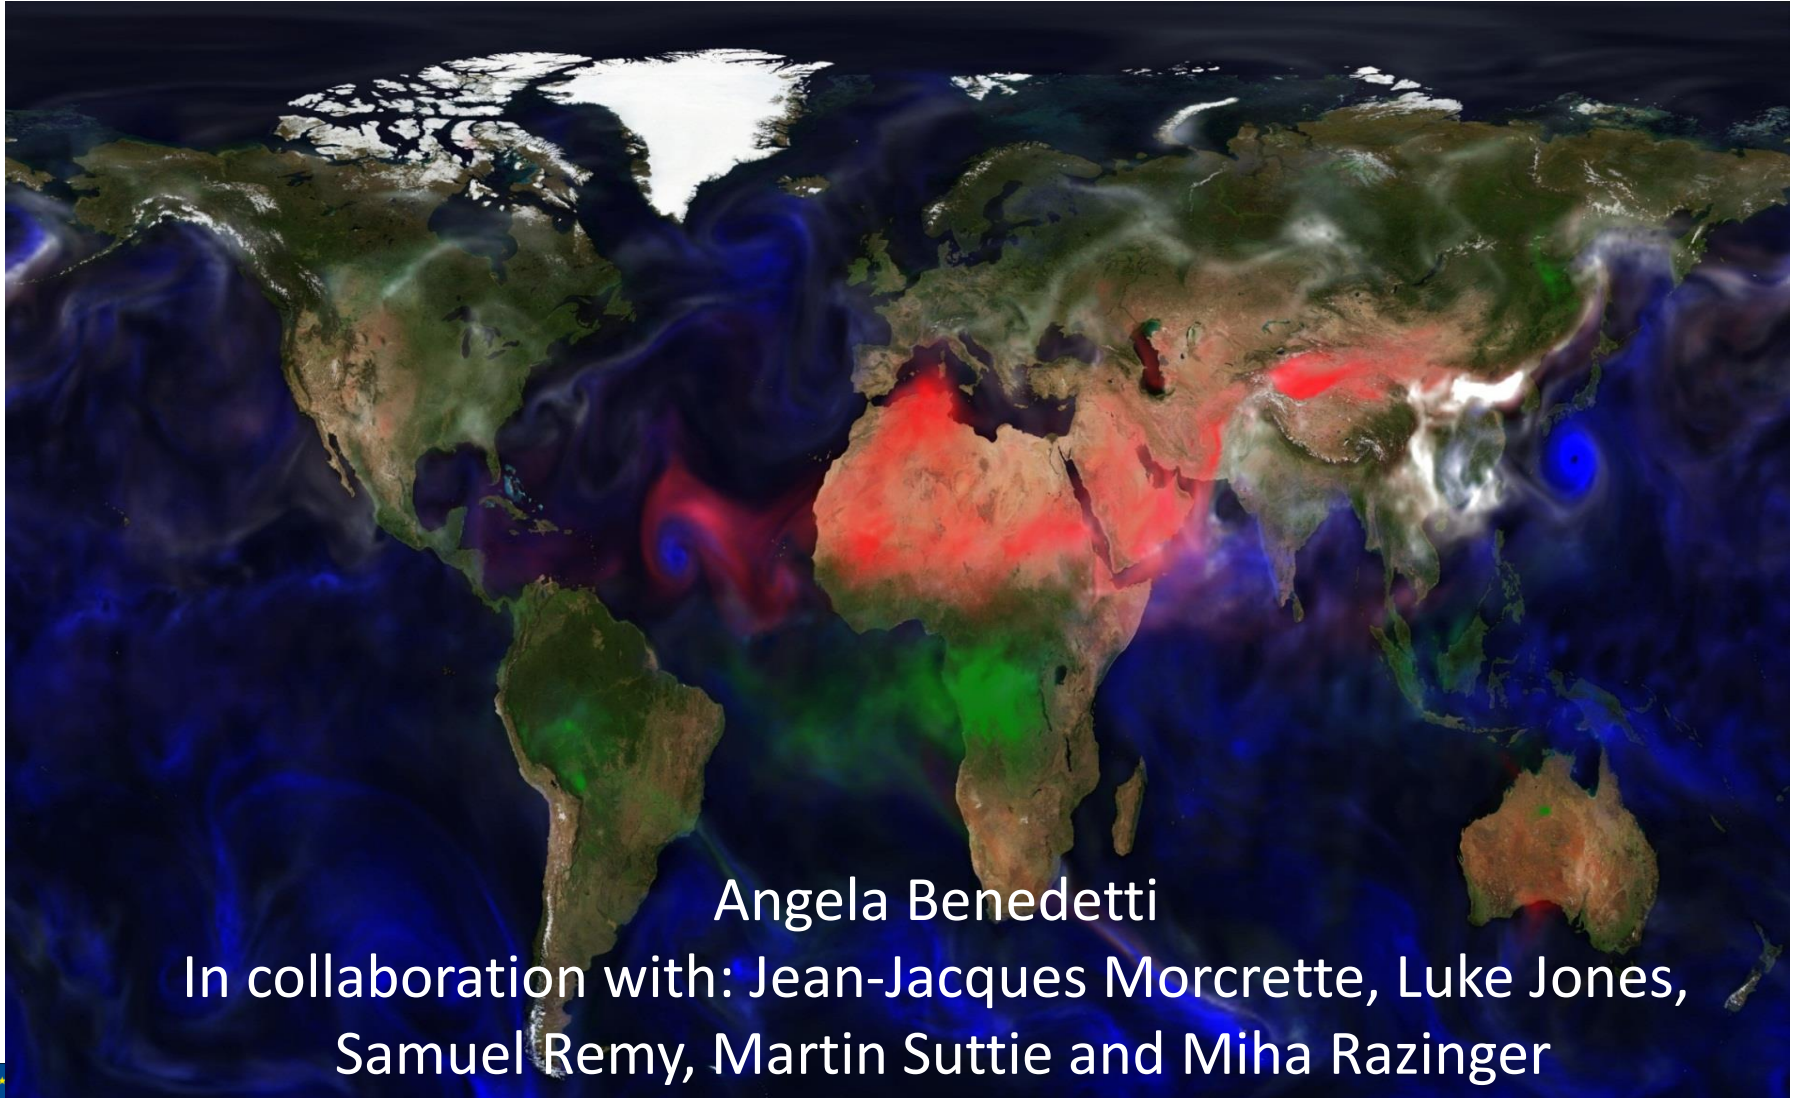 Angela Benedetti
In collaboration with: Jean-Jacques Morcrette, Luke Jones,
Samuel Remy, Martin Suttie and Miha Razinger